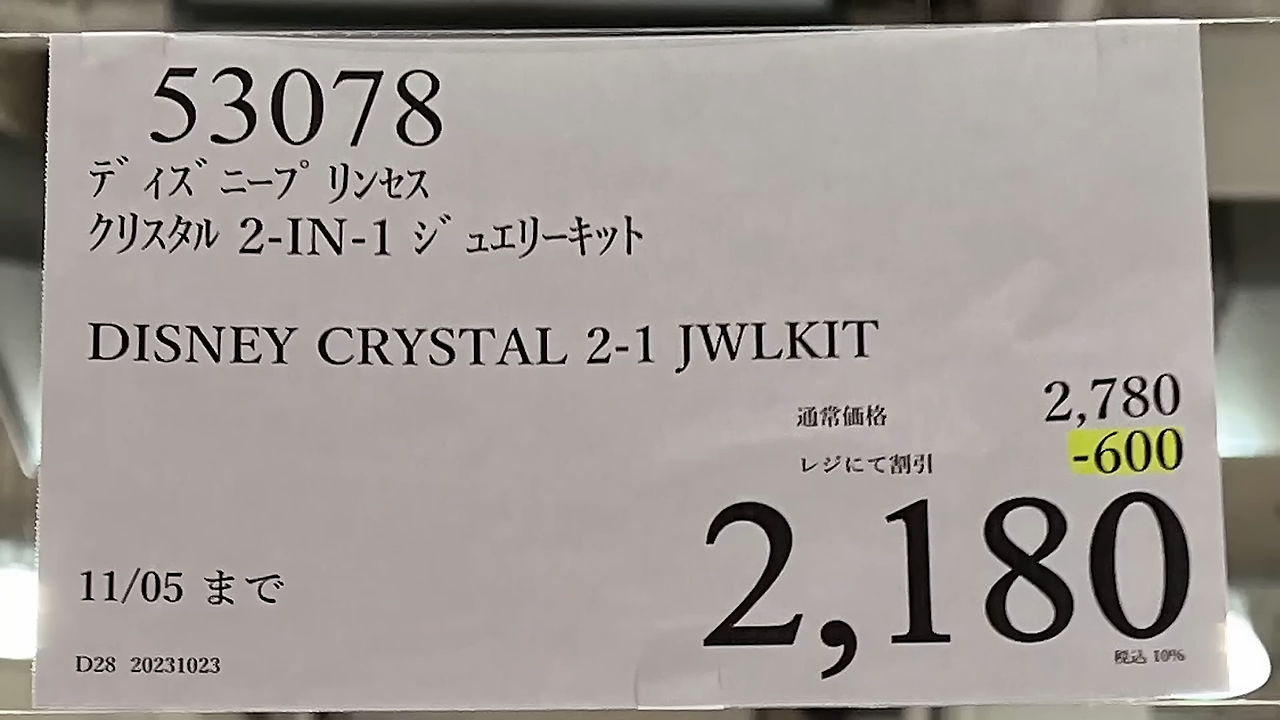 53078
ディズニープリンセス
クリスタル 2-IN-1 ジュエリーキット
DISNEY CRYSTAL 2-1 JWLKIT
通常価格 2,780
レジにて割引 -600
2,180
税込 10%
11/05 まで
D28 20231023